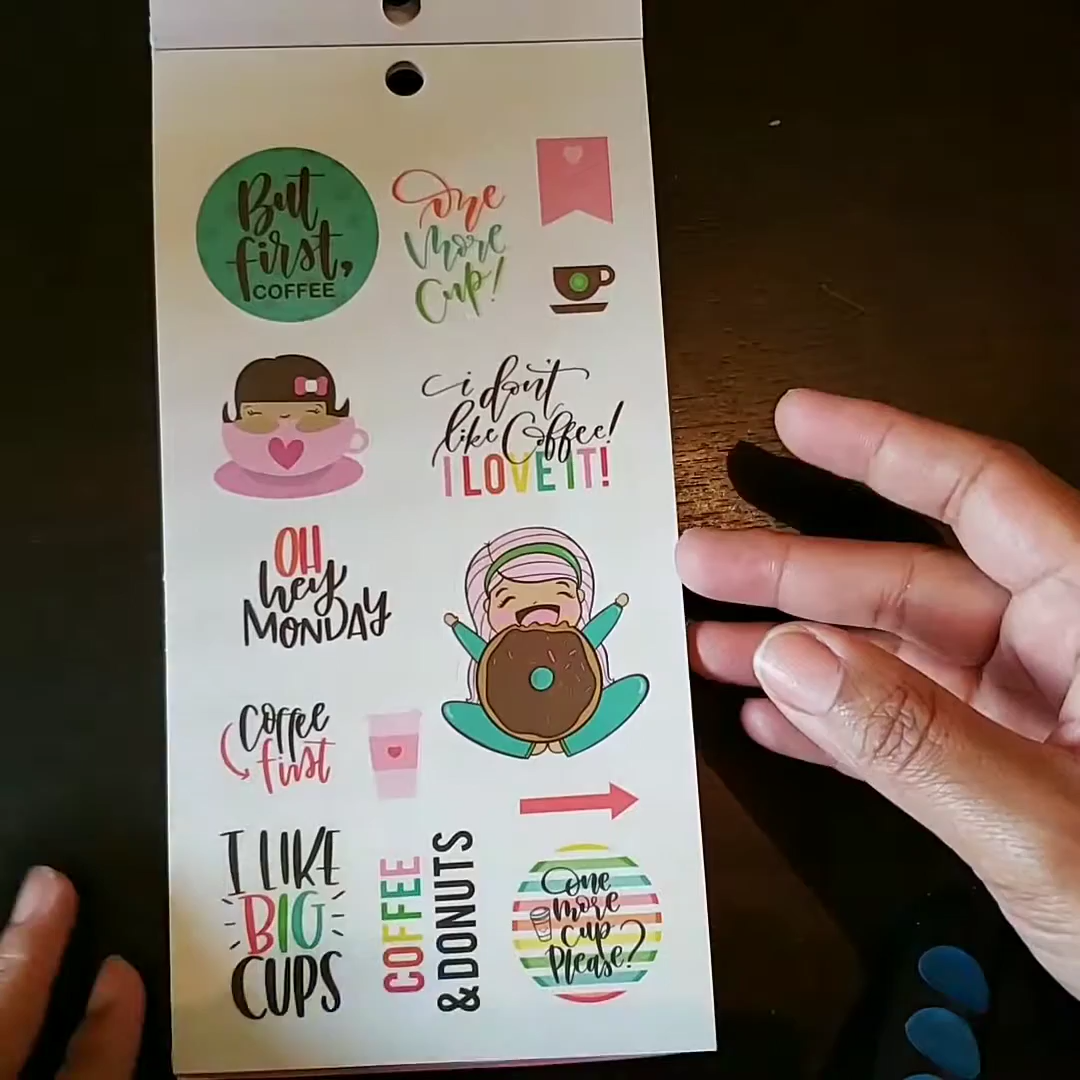 But
first,
COFFEE
One
more
Cup!
i don't
like Coffee!
I LOVE IT!
OH
hey
MONDAY
Coffee
first
I LIKE
BIG
CUPS
COFFEE
& DONUTS
One
more
cup
Please?